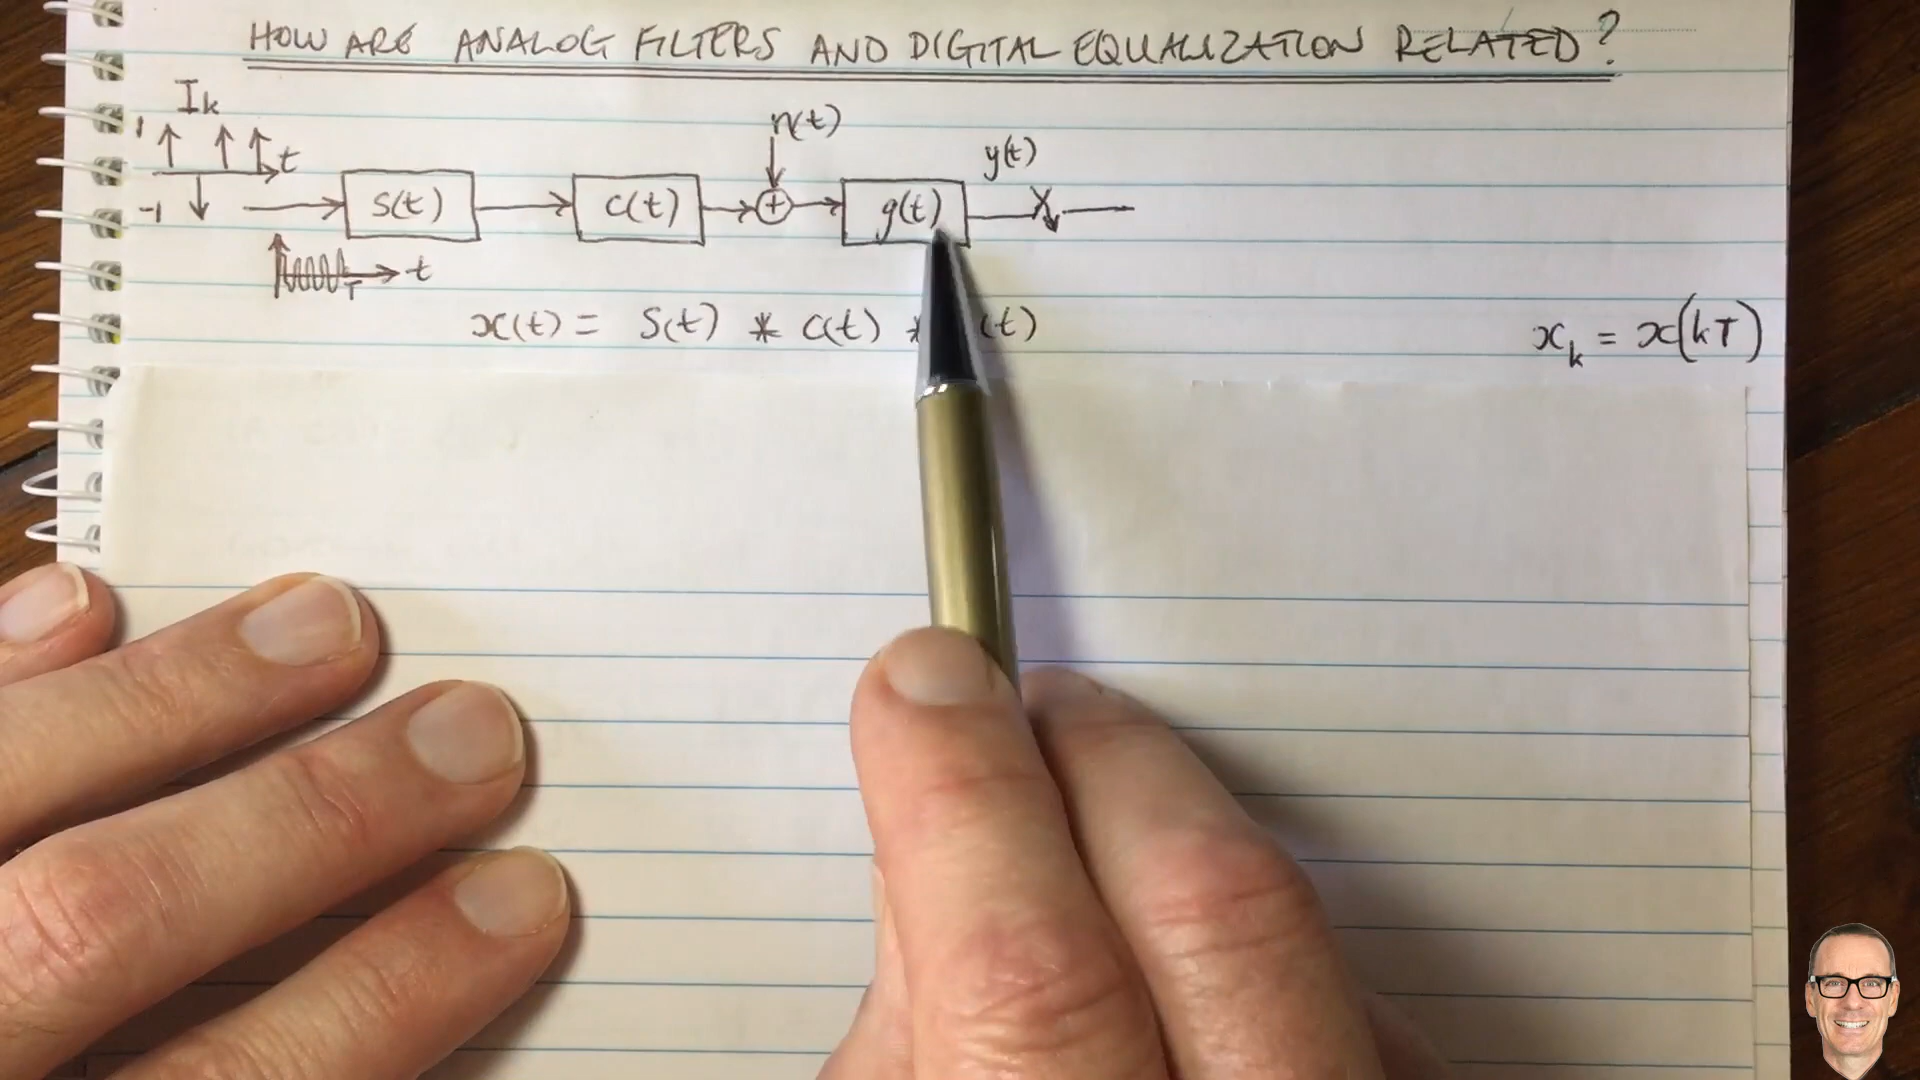 HOW ARE ANALOG FILTERS AND DIGITAL EQUALIZATION RELATED?
Ik
1
t
-1
s(t)
c(t)
n(t)
+
g(t)
y(t)
T
t
x(t) = s(t) * c(t) * (t)
xk = x(kT)